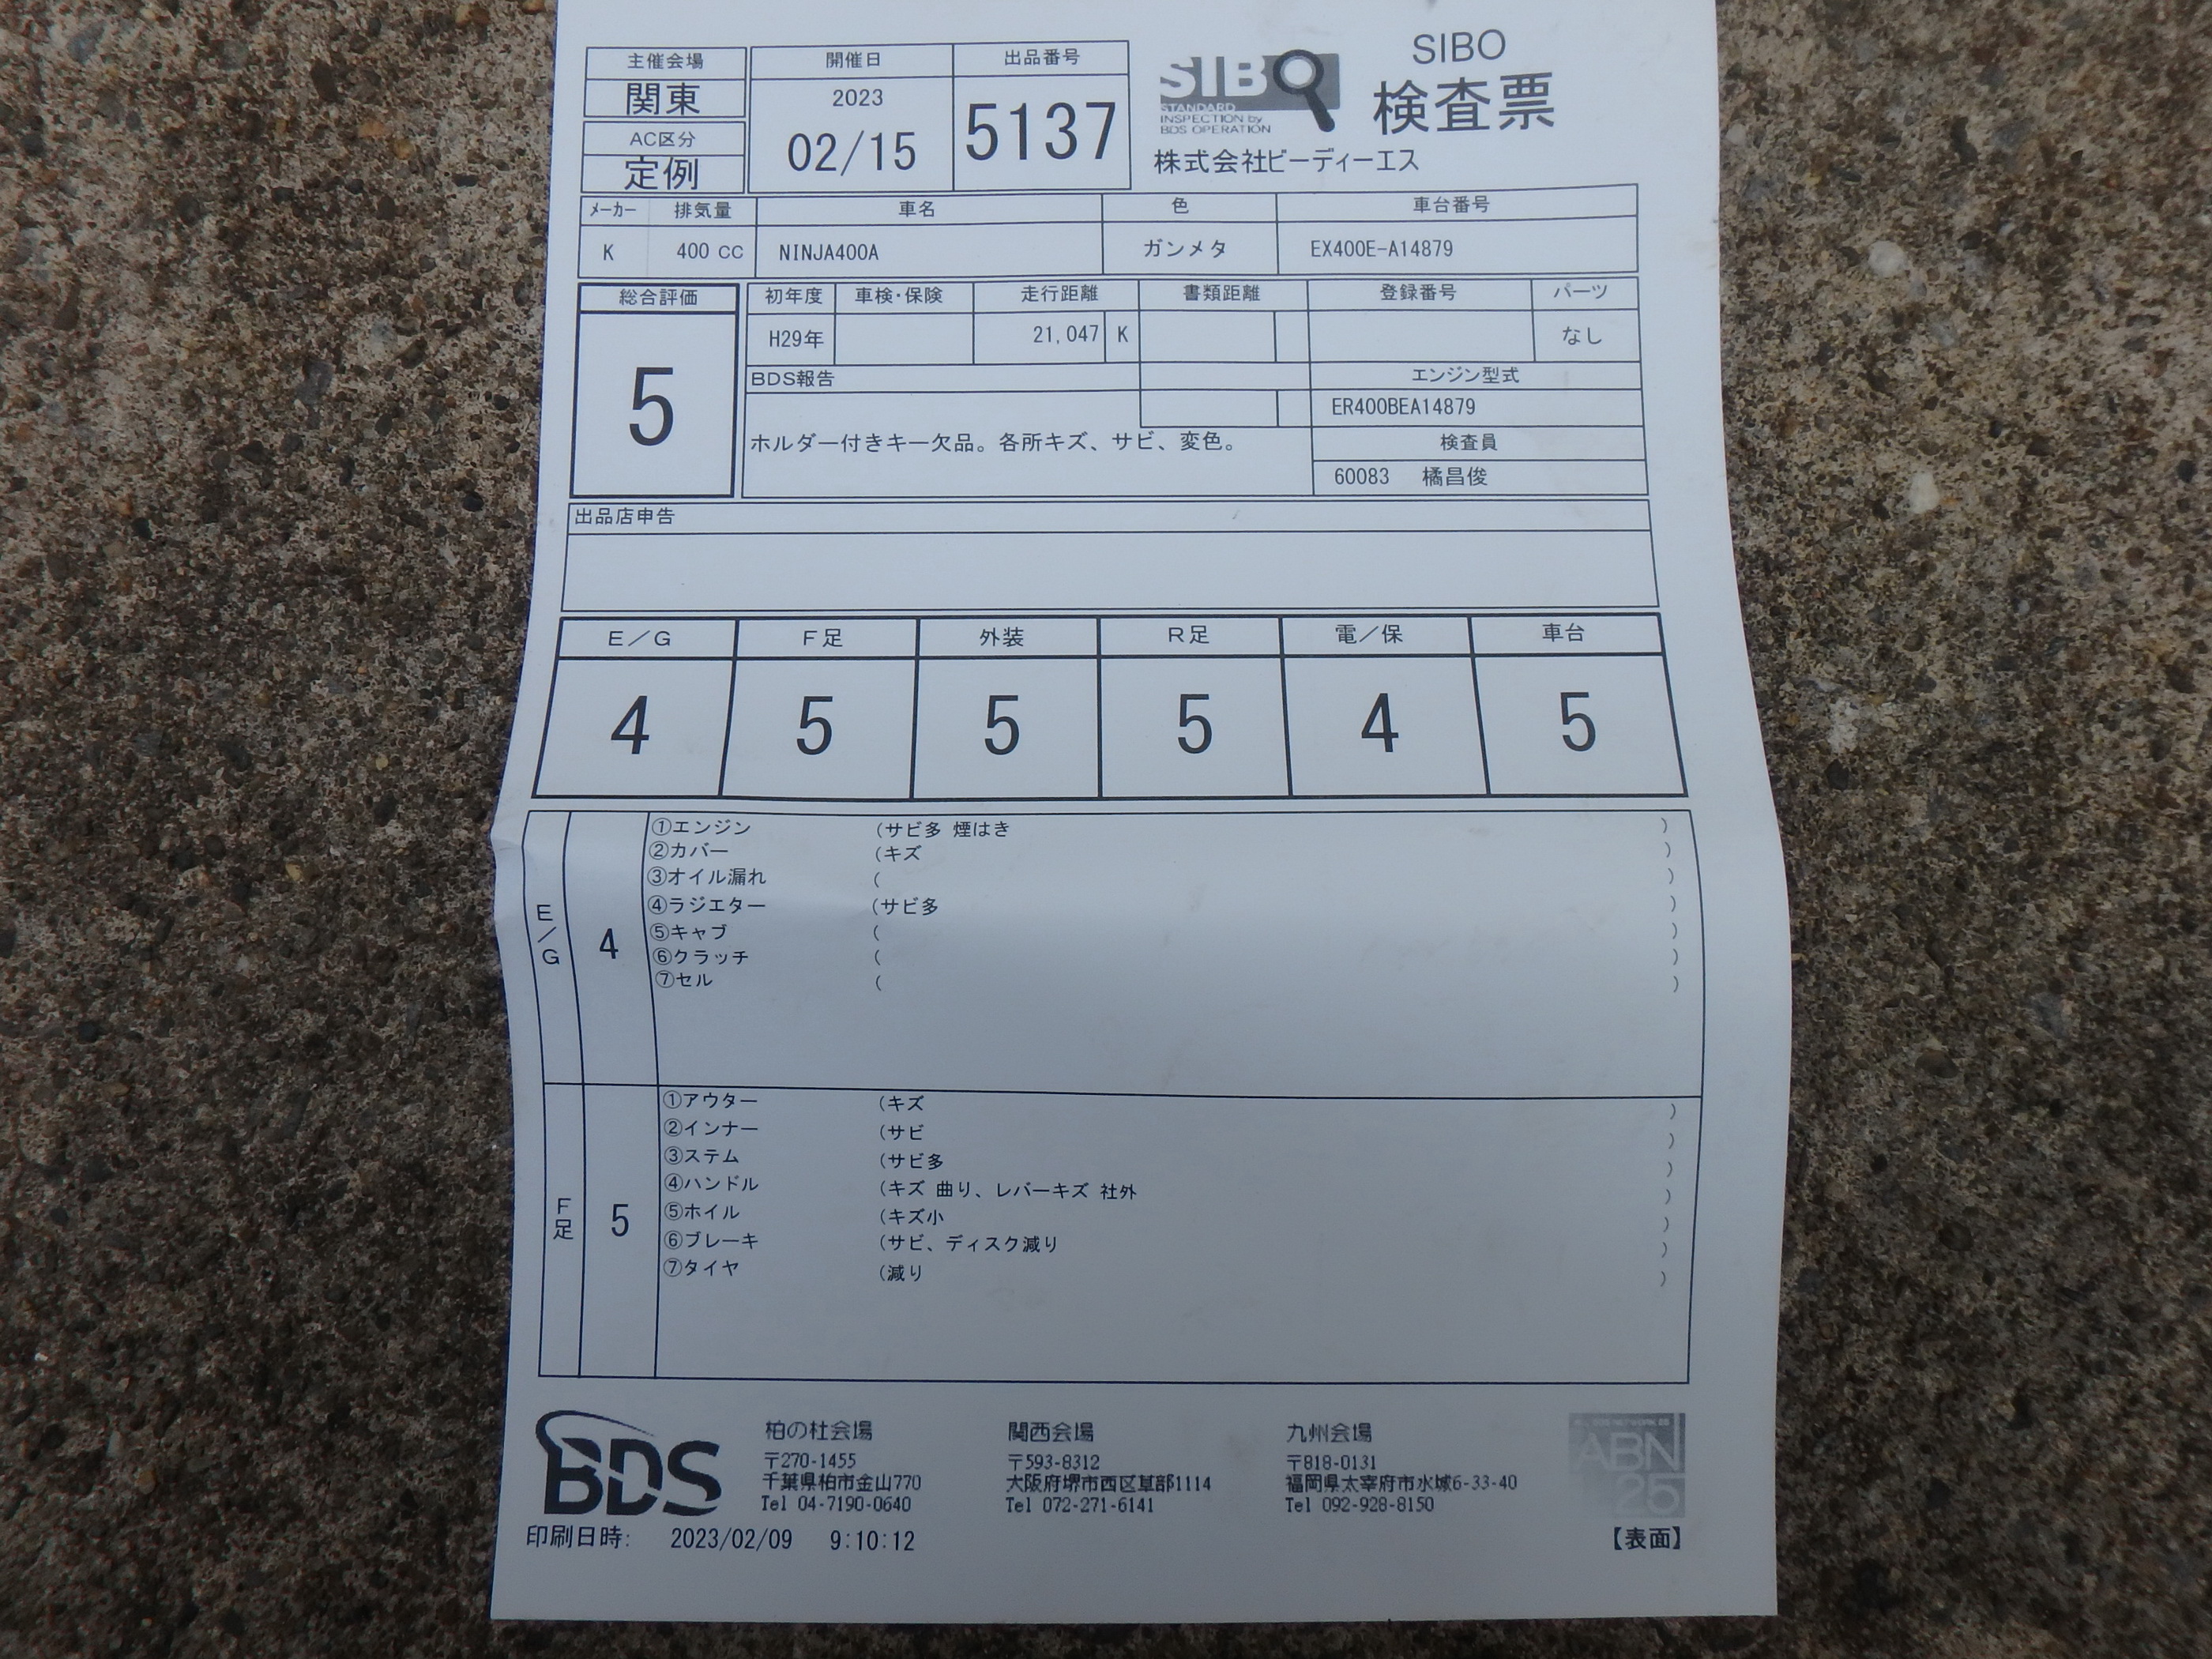 主催会場
関東
AC区分
定例
開催日
2023
02/15
出品番号
5137
SIBO
STANDARD
INSPECTION by
BDS OPERATION
SIBO
検査票
株式会社ビーディーエス
メーカー 排気量 車名 色 車台番号
K 400 CC NINJA400A ガンメタ EX400E-A14879
総合評価
5
初年度 車検・保険 走行距離 書類距離 登録番号 パーツ
H29年 21,047 K なし
BDS報告
ホルダー付きキー欠品。各所キズ、サビ、変色。
エンジン型式
ER400BEA14879
検査員
60083 橘昌俊
出品店申告
E/G F足 外装 R足 電/保 車台
4 5 5 5 4 5
E/G
4
①エンジン (サビ多 煙はき )
②カバー (キズ )
③オイル漏れ ( )
④ラジエター (サビ多 )
⑤キャブ ( )
⑥クラッチ ( )
⑦セル ( )
F足
5
①アウター (キズ )
②インナー (サビ )
③ステム (サビ多 )
④ハンドル (キズ 曲り、レバーキズ 社外 )
⑤ホイル (キズ小 )
⑥ブレーキ (サビ、ディスク減り )
⑦タイヤ (減り )
BDS
柏の杜会場
〒270-1455
千葉県柏市金山770
Tel 04-7190-0640
関西会場
〒593-8312
大阪府堺市西区草部1114
Tel 072-271-6141
九州会場
〒818-0131
福岡県太宰府市水城6-33-40
Tel 092-928-8150
ABN
25
印刷日時: 2023/02/09 9:10:12
【表面】